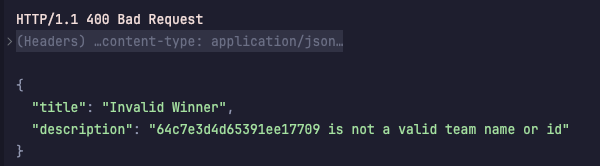 HTTP/1.1 400 Bad Request
> (Headers) …content-type: application/json…
{
"title": "Invalid Winner",
"description": "64c7e3d4d65391ee17709 is not a valid team name or id"
}